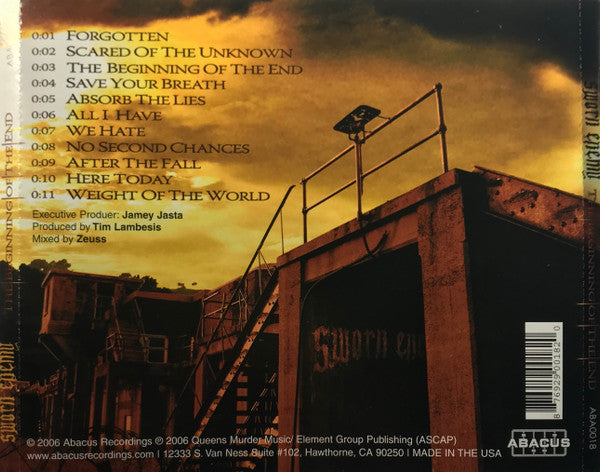 0:01 FORGOTTEN
0:02 SCARED OF THE UNKNOWN
0:03 THE BEGINNING OF THE END
0:04 SAVE YOUR BREATH
0:05 ABSORB THE LIES
0:06 ALL I HAVE
0:07 WE HATE
0:08 NO SECOND CHANCES
0:09 AFTER THE FALL
0:10 HERE TODAY
0:11 WEIGHT OF THE WORLD
Executive Produer: Jamey Jasta
Produced by Tim Lambesis
Mixed by Zeuss
sworn enemy
THE BEGINNING OF THE END
sworn enemy
THE BEGINNING OF THE END
ABA0018
sworn
8 76922 00182 0
ABACUS
© 2006 Abacus Recordings ℗ 2006 Queens Murder Music/ Element Group Publishing (ASCAP)
www.abacusrecordings.com | 12333 S. Van Ness Suite #102, Hawthorne, CA 90250 | MADE IN THE USA